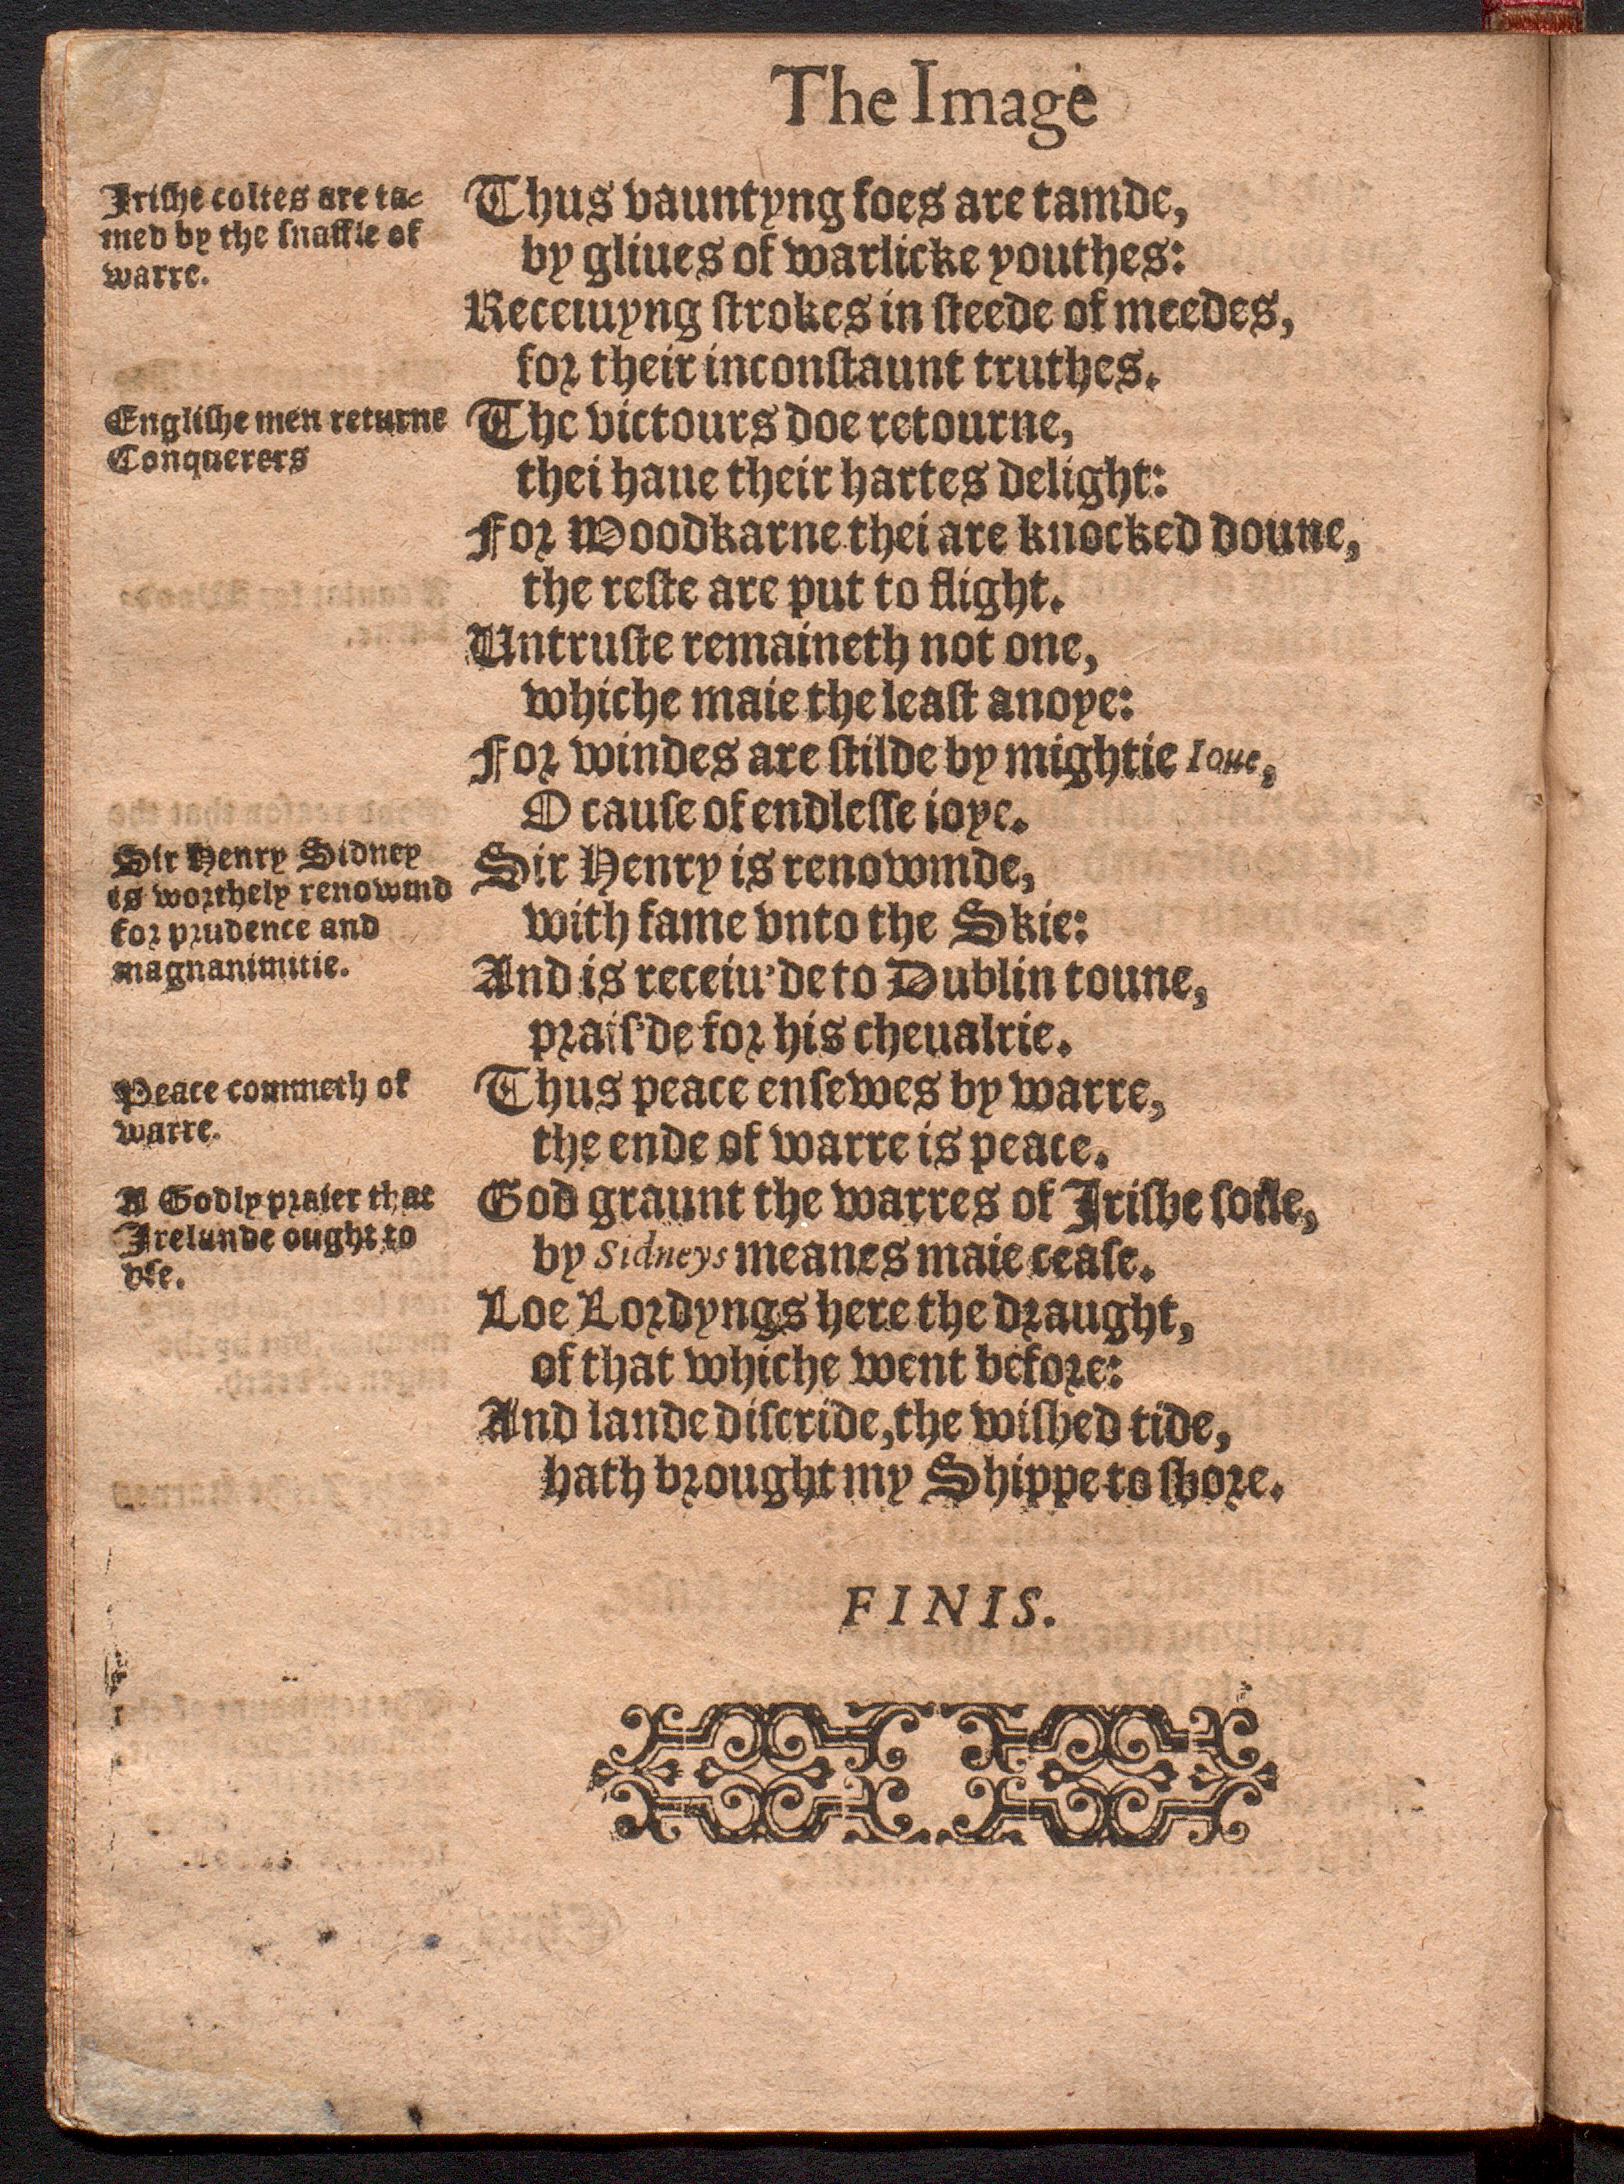 The Image
Iriſhe coltes are ta-
med by the ſnaffle of
warre.
Thus vauntyng foes are tamde,
by gliues of warlicke youthes:
Receiuyng ſtrokes in ſteede of meedes,
for their inconſtaunt truthes.
Engliſhe men returne
Conquerers
The victours doe retourne,
thei haue their hartes delight:
For Woodkarne thei are knocked doune,
the reſte are put to flight.
Untruſte remaineth not one,
whiche maie the leaſt anoye:
For windes are ſtilde by mightie Ioue,
O cauſe of endleſſe ioye.
Sir Henry Sidney
is worthely renowmd
for prudence and
magnanimitie.
Sir Henry is renowmde,
with fame vnto the Skie:
And is receiu'de to Dublin toune,
praiſ'de for his cheualrie.
Peace commeth of
warre.
Thus peace enſewes by warre,
the ende of warre is peace.
A Godly praier that
Irelande ought to
vſe.
God graunt the warres of Iriſhe ſoile,
by Sidneys meanes maie ceaſe.
Loe Lordyngs here the draught,
of that whiche went before:
And lande diſcride, the wiſhed tide,
hath brought my Shippe to ſhore.
FINIS.